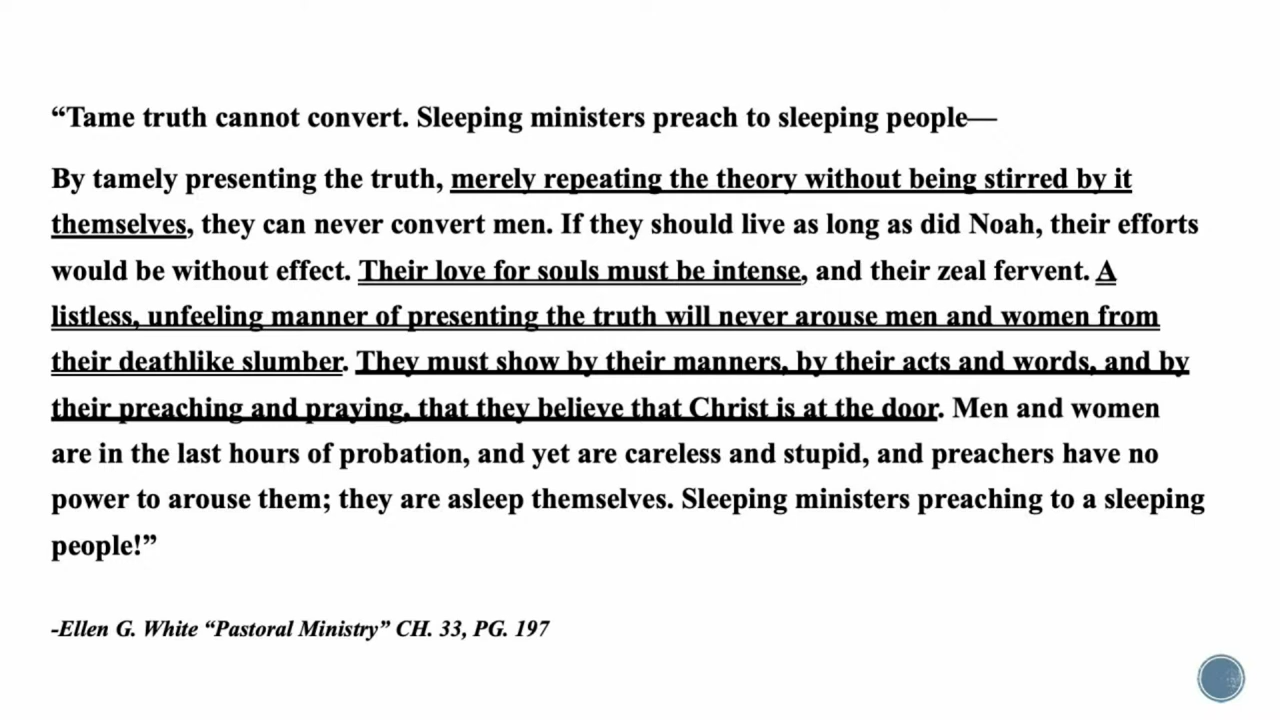 “Tame truth cannot convert. Sleeping ministers preach to sleeping people—
By tamely presenting the truth, merely repeating the theory without being stirred by it
themselves, they can never convert men. If they should live as long as did Noah, their efforts
would be without effect. Their love for souls must be intense, and their zeal fervent. A
listless, unfeeling manner of presenting the truth will never arouse men and women from
their deathlike slumber. They must show by their manners, by their acts and words, and by
their preaching and praying, that they believe that Christ is at the door. Men and women
are in the last hours of probation, and yet are careless and stupid, and preachers have no
power to arouse them; they are asleep themselves. Sleeping ministers preaching to a sleeping
people!”
-Ellen G. White “Pastoral Ministry” CH. 33, PG. 197